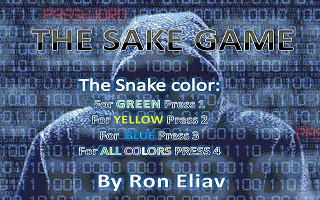 PASSWORD
THE SAKE GAME
The Snake color:
For GREEN Press 1
For YELLOW Press 2
For BLUE Press 3
For ALL COLORS PRESS 4
By Ron Eliav